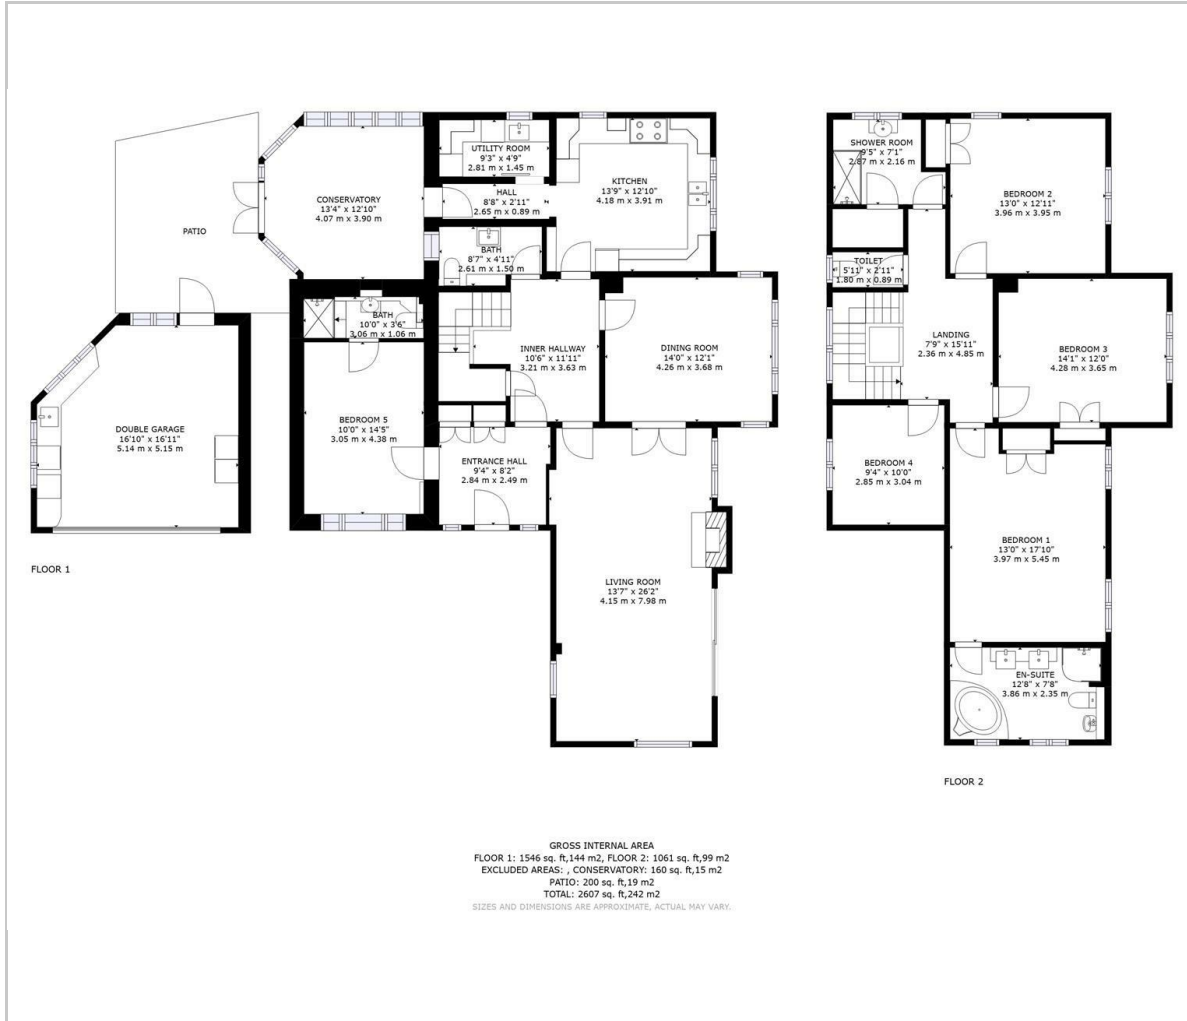 UTILITY ROOM
9'3" x 4'9"
2.81 m x 1.45 m
KITCHEN
13'9" x 12'10"
4.18 m x 3.91 m
HALL
8'8" x 2'11"
2.65 m x 0.89 m
CONSERVATORY
13'4" x 12'10"
4.07 m x 3.90 m
PATIO
BATH
8'7" x 4'11"
2.61 m x 1.50 m
BATH
10'0" x 3'6"
3.06 m x 1.06 m
INNER HALLWAY
10'6" x 11'11"
3.21 m x 3.63 m
DINING ROOM
14'0" x 12'1"
4.26 m x 3.68 m
DOUBLE GARAGE
16'10" x 16'11"
5.14 m x 5.15 m
BEDROOM 5
10'0" x 14'5"
3.05 m x 4.38 m
ENTRANCE HALL
9'4" x 8'2"
2.84 m x 2.49 m
LIVING ROOM
13'7" x 26'2"
4.15 m x 7.98 m
FLOOR 1
SHOWER ROOM
9'5" x 7'1"
2.87 m x 2.16 m
BEDROOM 2
13'0" x 12'11"
3.96 m x 3.95 m
TOILET
5'11" x 2'11"
1.80 m x 0.89 m
LANDING
7'9" x 15'11"
2.36 m x 4.85 m
BEDROOM 3
14'1" x 12'0"
4.28 m x 3.65 m
BEDROOM 4
9'4" x 10'0"
2.85 m x 3.04 m
BEDROOM 1
13'0" x 17'10"
3.97 m x 5.45 m
EN-SUITE
12'8" x 7'8"
3.86 m x 2.35 m
FLOOR 2
GROSS INTERNAL AREA
FLOOR 1: 1546 sq. ft,144 m2, FLOOR 2: 1061 sq. ft,99 m2
EXCLUDED AREAS: , CONSERVATORY: 160 sq. ft,15 m2
PATIO: 200 sq. ft,19 m2
TOTAL: 2607 sq. ft,242 m2
SIZES AND DIMENSIONS ARE APPROXIMATE, ACTUAL MAY VARY.